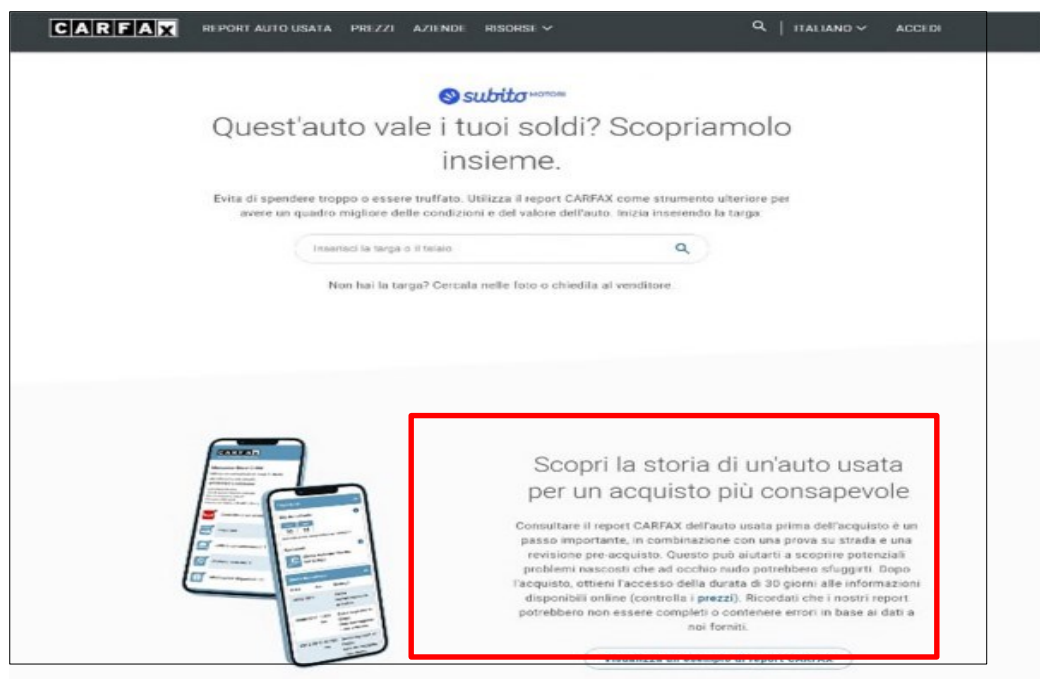 CARFAX REPORT AUTO USATA PREZZI AZIENDE RISORSE ITALIANO ACCEDI
subito MOTORI
Quest'auto vale i tuoi soldi? Scopriamolo
insieme.
Evita di spendere troppo o essere truffato. Utilizza il report CARFAX come strumento ulteriore per
avere un quadro migliore delle condizioni e del valore dell'auto. Inizia inserendo la targa:
Inserisci la targa o il telaio
Non hai la targa? Cercala nelle foto o chiedila al venditore.
CARFAX
Scopri la storia di un'auto usata
per un acquisto più consapevole
Consultare il report CARFAX dell'auto usata prima dell'acquisto è un
passo importante, in combinazione con una prova su strada e una
revisione pre-acquisto. Questo può aiutarti a scoprire potenziali
problemi nascosti che ad occhio nudo potrebbero sfuggirti. Dopo
l'acquisto, ottieni l'accesso della durata di 30 giorni alle informazioni
disponibili online (controlla i prezzi). Ricordati che i nostri report
potrebbero non essere completi o contenere errori in base ai dati a
noi forniti.
Visualizza un esempio di report CARFAX